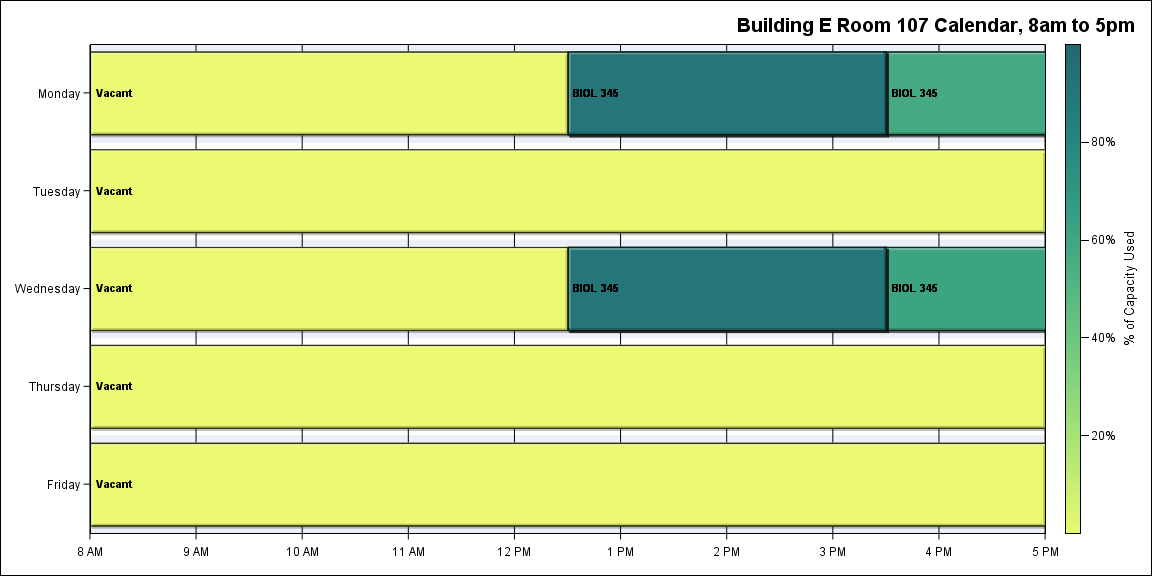 Building E Room 107 Calendar, 8am to 5pm
Monday
Vacant
BIOL 345
BIOL 345
Tuesday
Vacant
Wednesday
Vacant
BIOL 345
BIOL 345
Thursday
Vacant
Friday
Vacant
8 AM 9 AM 10 AM 11 AM 12 PM 1 PM 2 PM 3 PM 4 PM 5 PM
80%
60%
40%
20%
% of Capacity Used